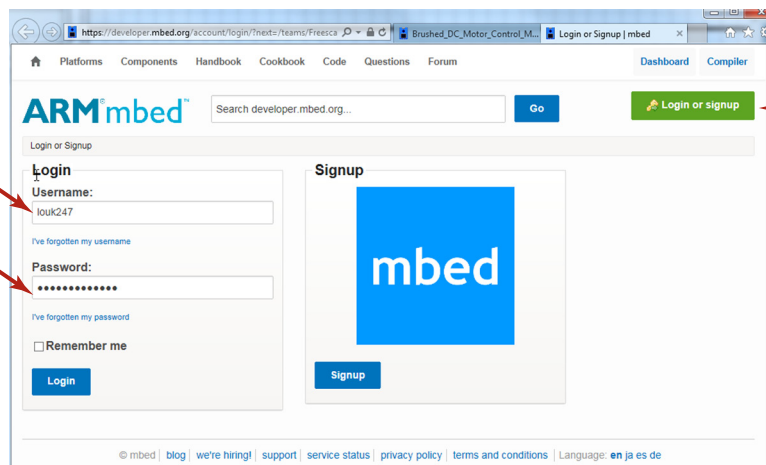 https://developer.mbed.org/account/login/?next=/teams/Freesca
Brushed_DC_Motor_Control_M...
Login or Signup | mbed
Platforms Components Handbook Cookbook Code Questions Forum Dashboard Compiler
ARM®mbed™
Search developer.mbed.org...
Go
Login or signup
Login or Signup
Login
Signup
Username:
louk247
I've forgotten my username
mbed
Password:
•••••••••••••
I've forgotten my password
Remember me
Login
Signup
© mbed | blog | we're hiring! | support | service status | privacy policy | terms and conditions | Language: en ja es de